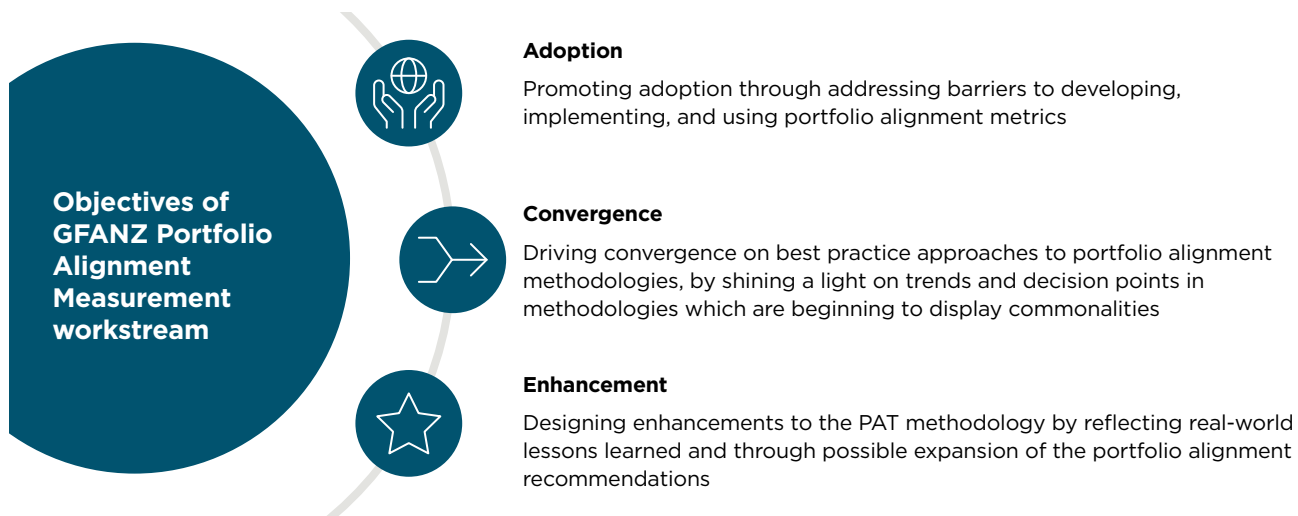 Objectives of
GFANZ Portfolio
Alignment
Measurement
workstream
Adoption
Promoting adoption through addressing barriers to developing,
implementing, and using portfolio alignment metrics
Convergence
Driving convergence on best practice approaches to portfolio alignment
methodologies, by shining a light on trends and decision points in
methodologies which are beginning to display commonalities
Enhancement
Designing enhancements to the PAT methodology by reflecting real-world
lessons learned and through possible expansion of the portfolio alignment
recommendations